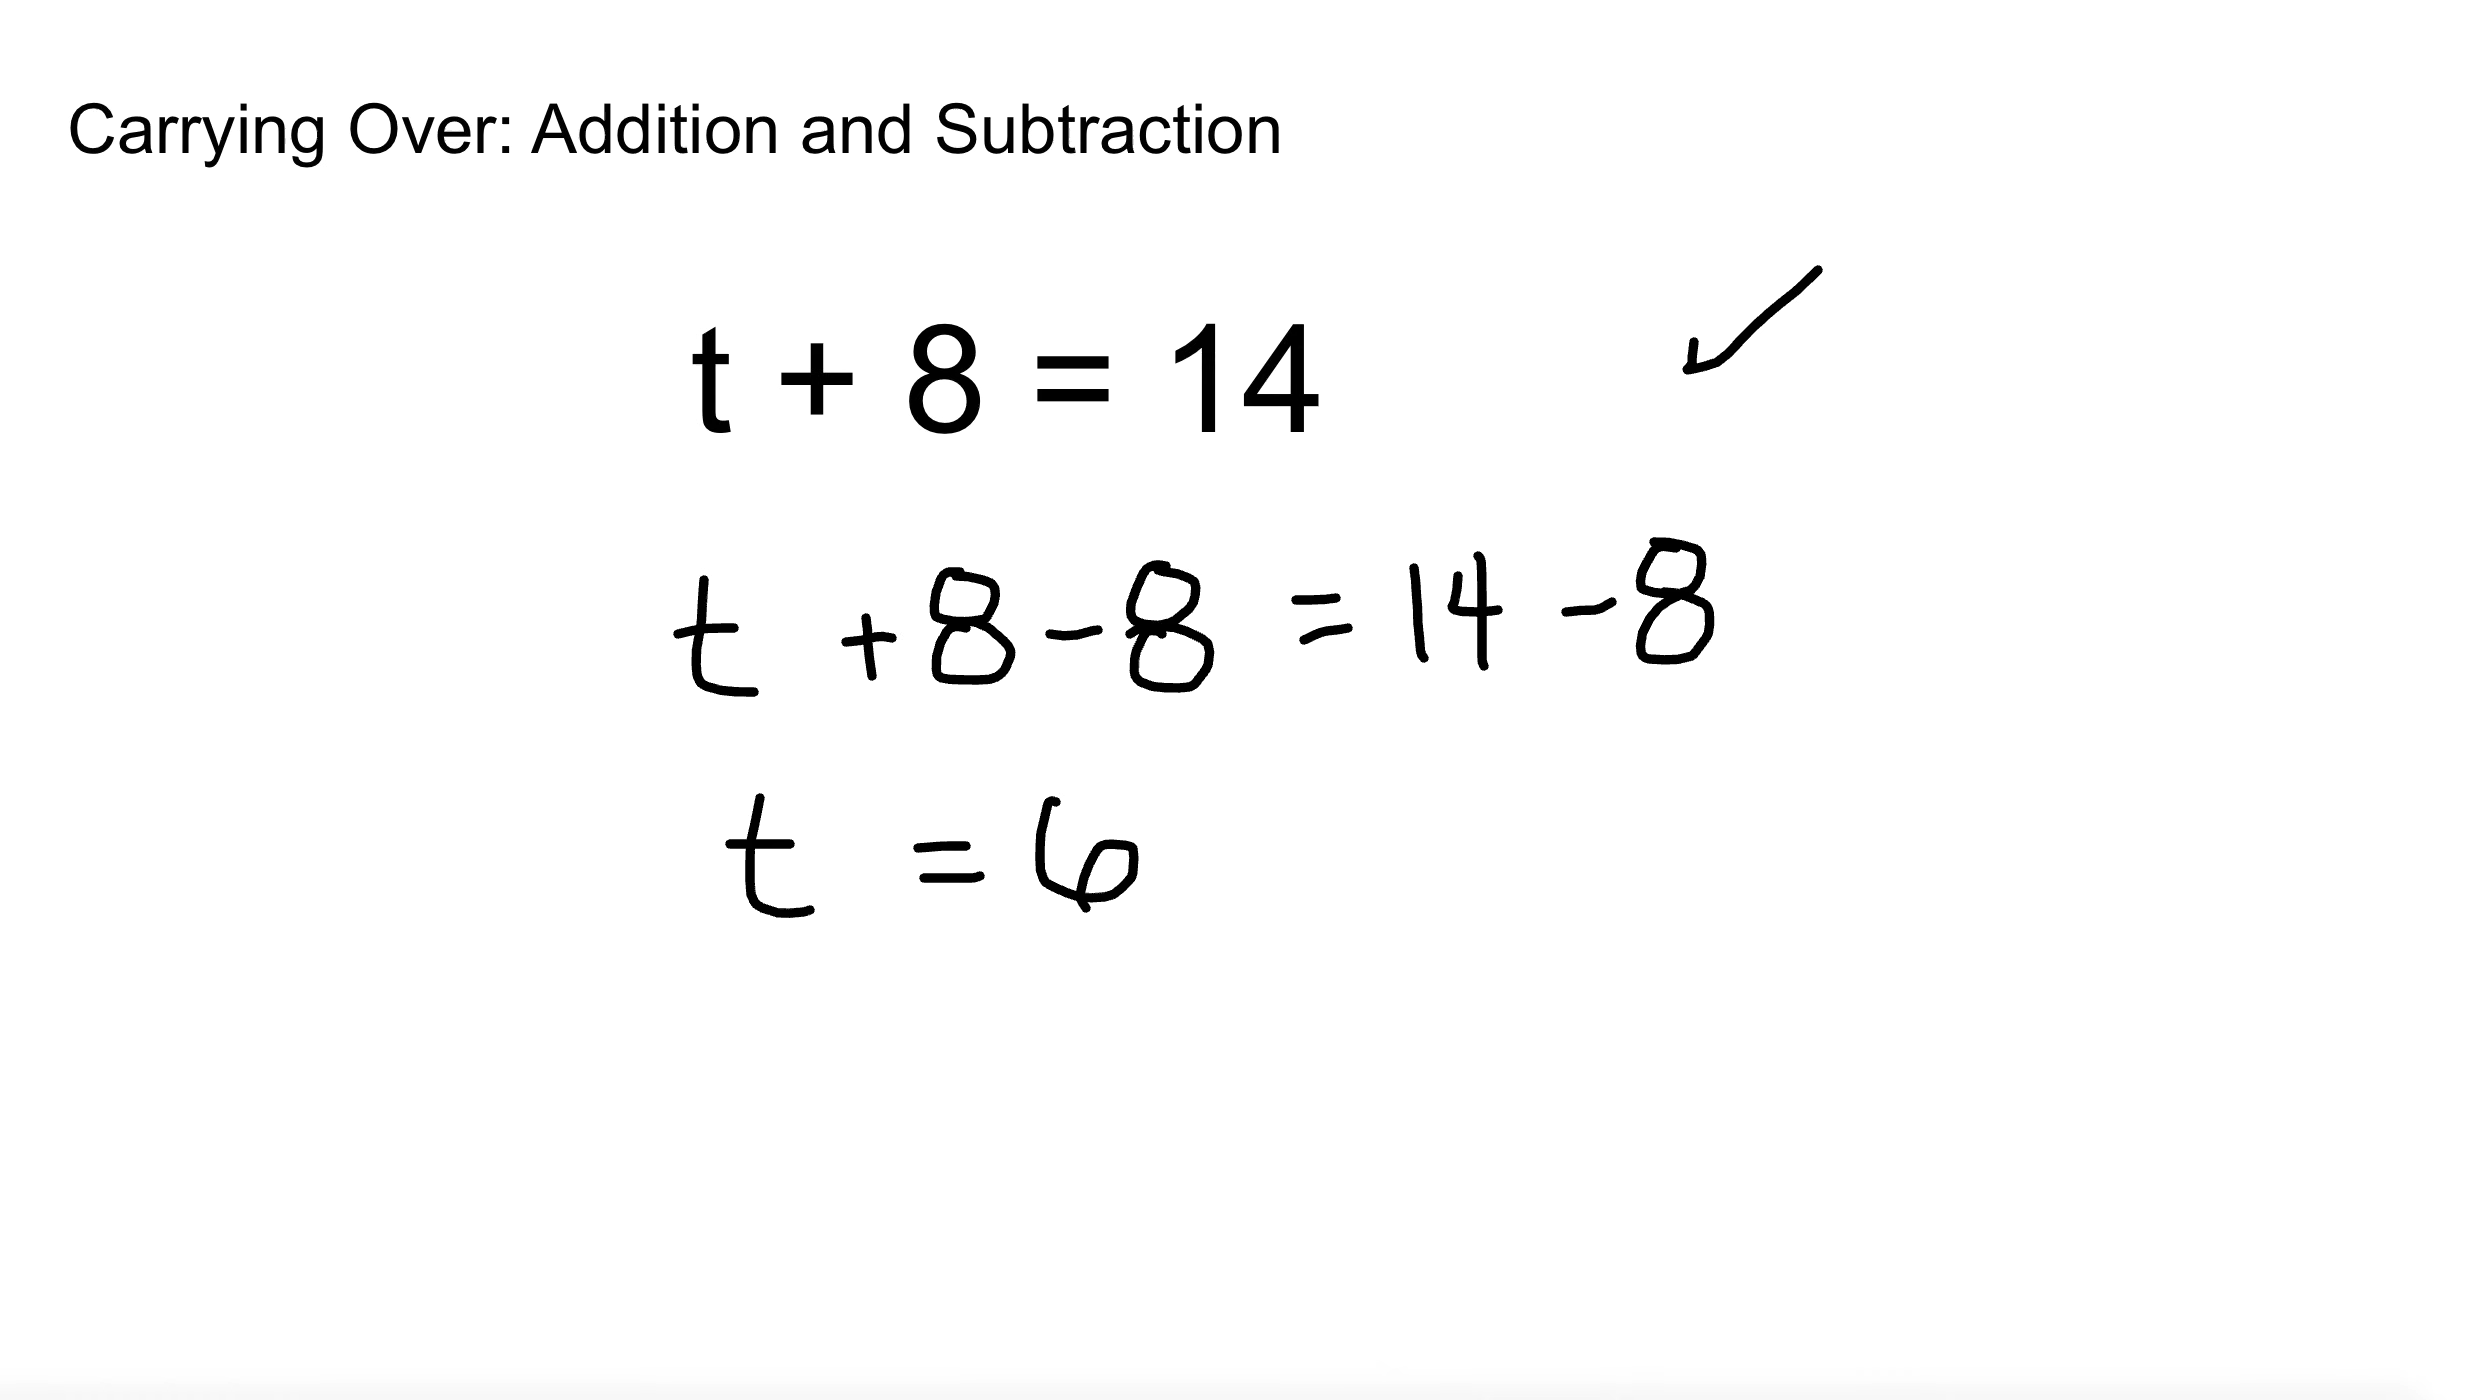 Carrying Over: Addition and Subtraction
t + 8 = 14
t + 8 - 8 = 14 - 8
t = 6